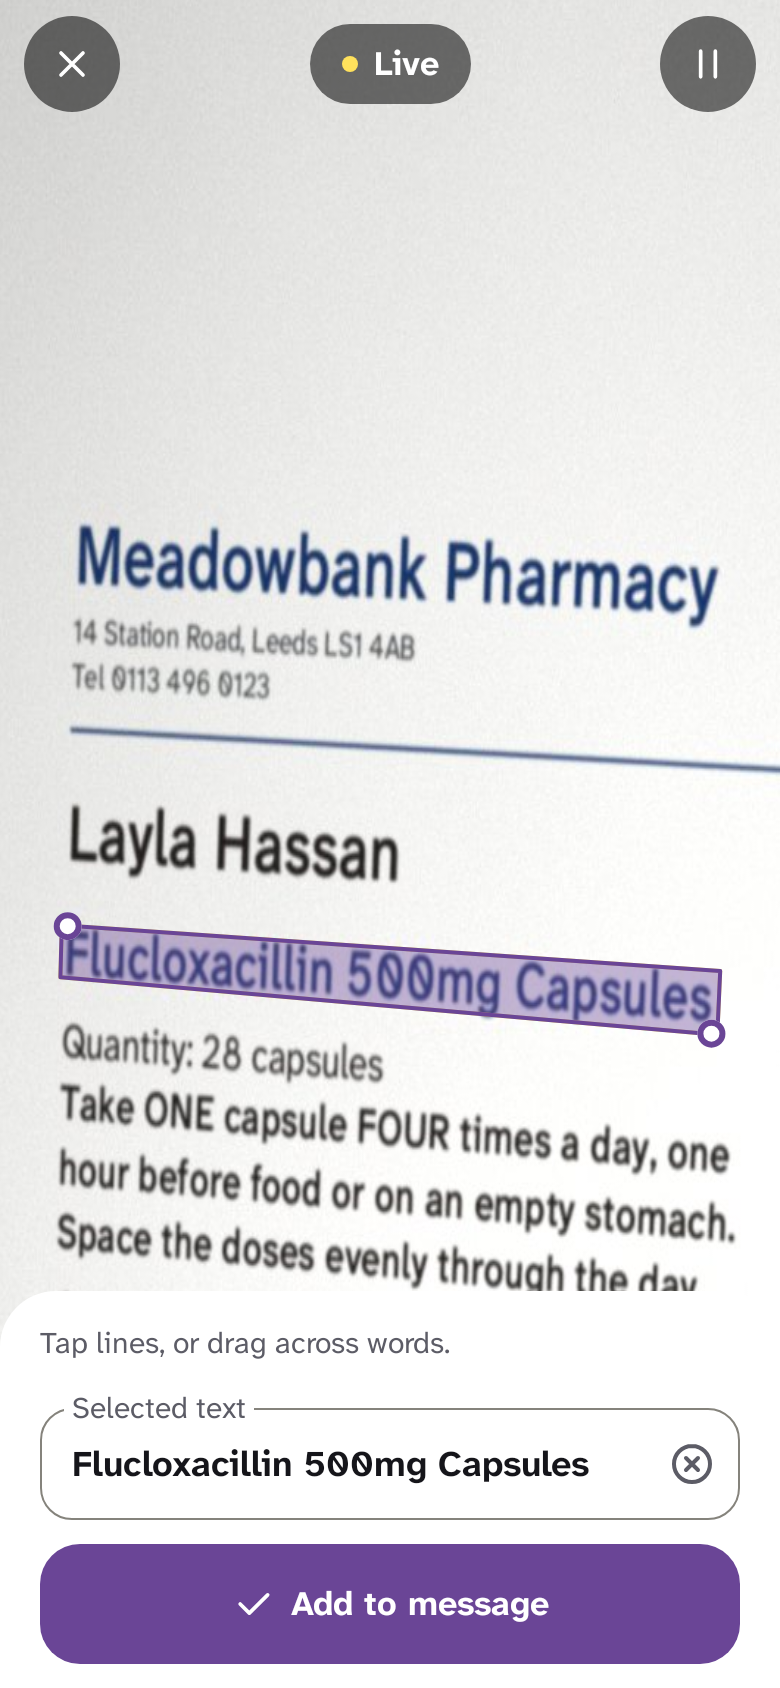 Live
Meadowbank Pharmacy
14 Station Road, Leeds LS1 4AB
Tel 0113 496 0123
Layla Hassan
Flucloxacillin 500mg Capsules
Quantity: 28 capsules
Take ONE capsule FOUR times a day, one
hour before food or on an empty stomach.
Space the doses evenly through the day
Tap lines, or drag across words.
Selected text
Flucloxacillin 500mg Capsules
Add to message